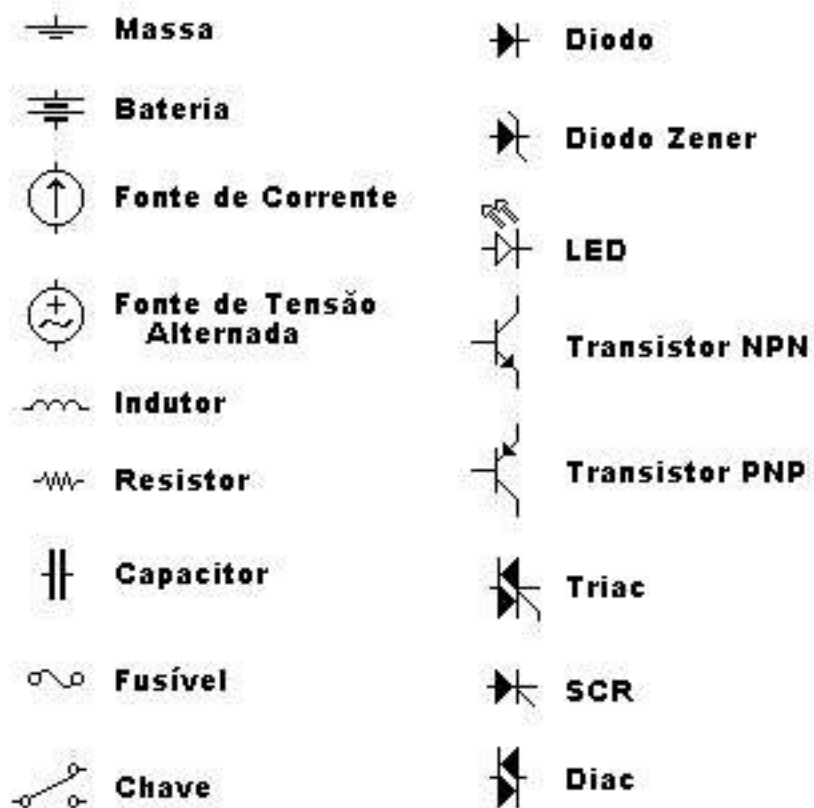 Massa
Bateria
Fonte de Corrente
Fonte de Tensão
Alternada
Indutor
Resistor
Capacitor
Fusível
Chave
Diodo
Diodo Zener
LED
Transistor NPN
Transistor PNP
Triac
SCR
Diac